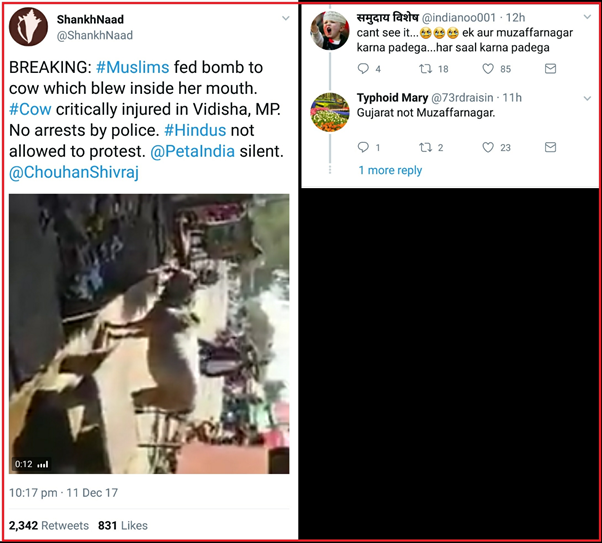 ShankhNaad
@ShankhNaad
BREAKING: #Muslims fed bomb to
cow which blew inside her mouth.
#Cow critically injured in Vidisha, MP.
No arrests by police. #Hindus not
allowed to protest. @PetaIndia silent.
@ChouhanShivraj
0:12
10:17 pm · 11 Dec 17
2,342 Retweets 831 Likes
समुदाय विशेष @indianoo001 · 12h
cant see it...😢😢😢 ek aur muzaffarnagar
karna padega...har saal karna padega
4 18 85
Typhoid Mary @73rdraisin · 11h
Gujarat not Muzaffarnagar.
1 2 23
1 more reply